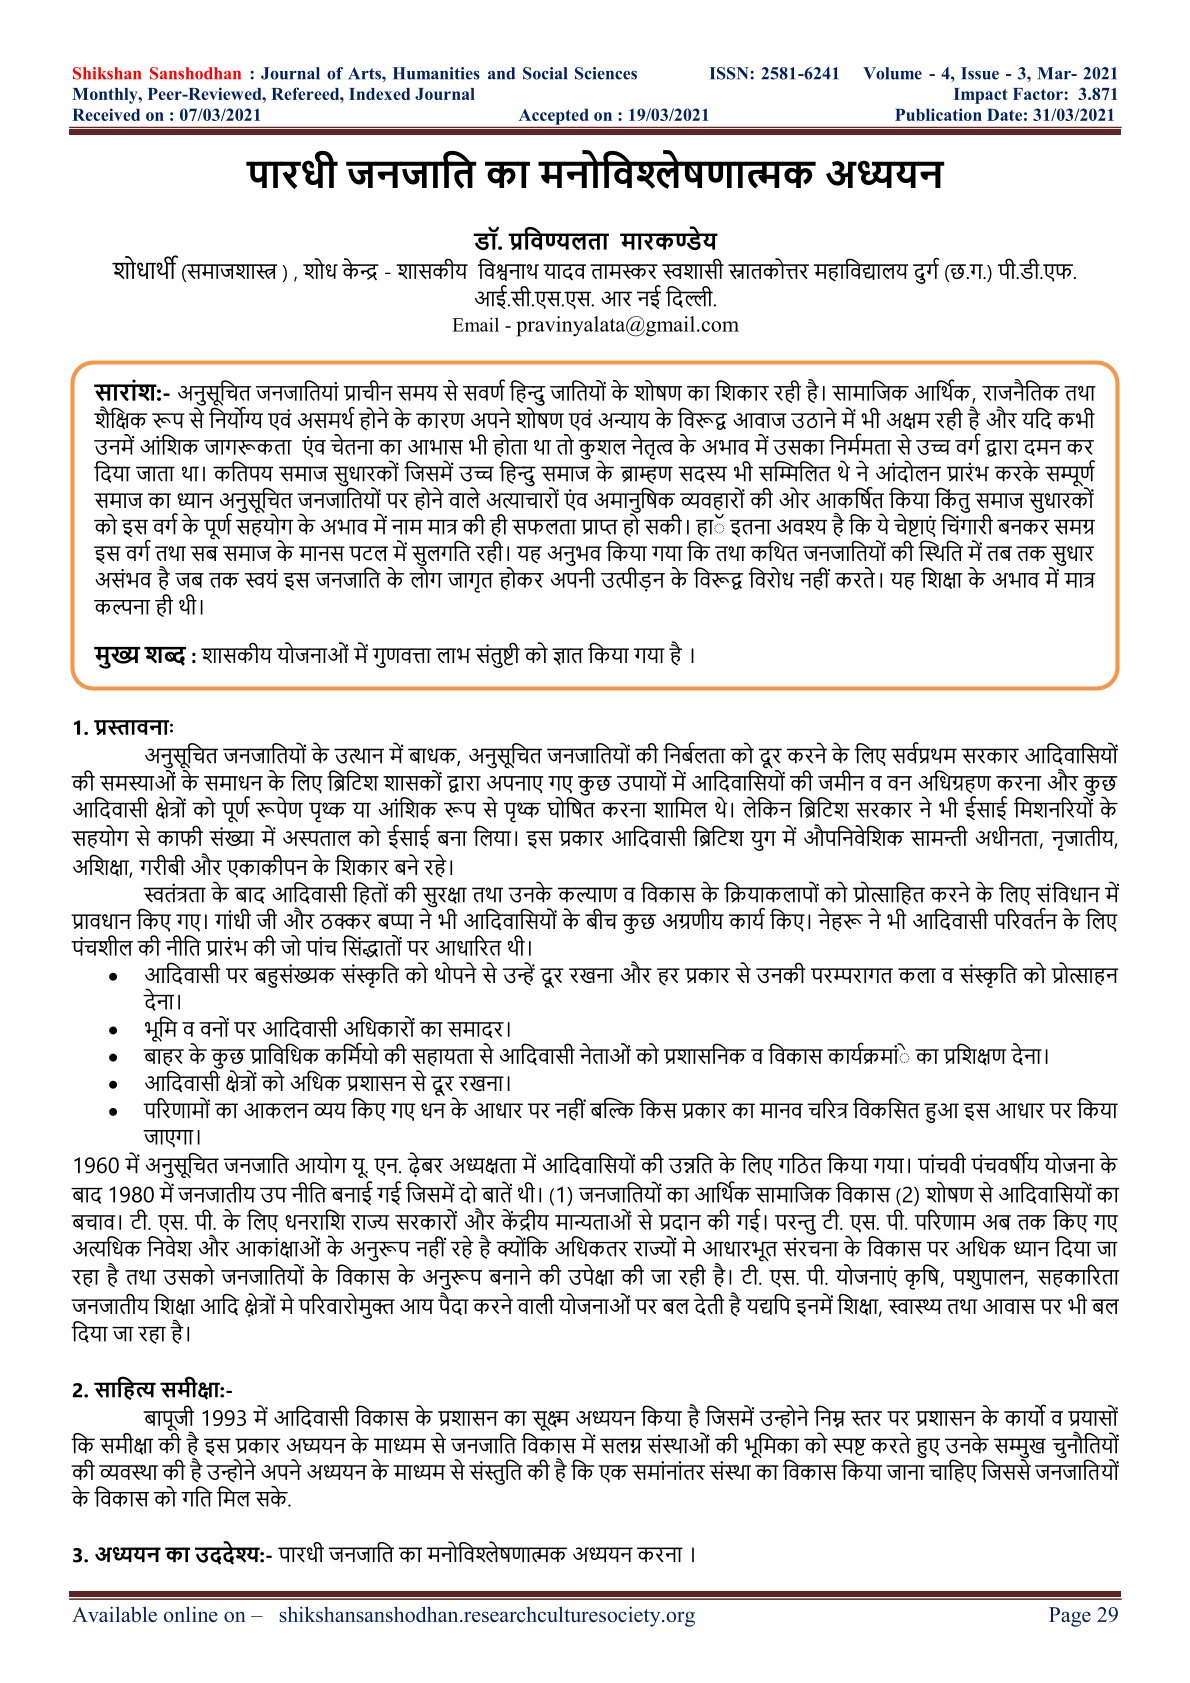 Shikshan Sanshodhan : Journal of Arts, Humanities and Social Sciences ISSN: 2581-6241 Volume - 4, Issue - 3, Mar- 2021
Monthly, Peer-Reviewed, Refereed, Indexed Journal Impact Factor: 3.871
Received on : 07/03/2021 Accepted on : 19/03/2021 Publication Date: 31/03/2021
पारधी जनजाति का मनोविश्लेषणात्मक अध्ययन
डॉ. प्रविण्यलता मारकण्डेय
शोधार्थी (समाजशास्त्र ) , शोध केन्द्र - शासकीय विश्वनाथ यादव तामस्कर स्वशासी स्नातकोत्तर महाविद्यालय दुर्ग (छ.ग.) पी.डी.एफ.
आई.सी.एस.एस. आर नई दिल्ली.
Email - pravinyalata@gmail.com
सारांश:- अनुसूचित जनजातियां प्राचीन समय से सवर्ण हिन्दु जातियों के शोषण का शिकार रही है। सामाजिक आर्थिक, राजनैतिक तथा
शैक्षिक रूप से निर्योग्य एवं असमर्थ होने के कारण अपने शोषण एवं अन्याय के विरूद्व आवाज उठाने में भी अक्षम रही है और यदि कभी
उनमें आंशिक जागरूकता एंव चेतना का आभास भी होता था तो कुशल नेतृत्व के अभाव में उसका निर्ममता से उच्च वर्ग द्वारा दमन कर
दिया जाता था। कतिपय समाज सुधारकों जिसमें उच्च हिन्दु समाज के ब्राम्हण सदस्य भी सम्मिलित थे ने आंदोलन प्रारंभ करके सम्पूर्ण
समाज का ध्यान अनुसूचित जनजातियों पर होने वाले अत्याचारों एंव अमानुषिक व्यवहारों की ओर आकर्षित किया किंतु समाज सुधारकों
को इस वर्ग के पूर्ण सहयोग के अभाव में नाम मात्र की ही सफलता प्राप्त हो सकी। हाॅ इतना अवश्य है कि ये चेष्टाएं चिंगारी बनकर समग्र
इस वर्ग तथा सब समाज के मानस पटल में सुलगति रही। यह अनुभव किया गया कि तथा कथित जनजातियों की स्थिति में तब तक सुधार
असंभव है जब तक स्वयं इस जनजाति के लोग जागृत होकर अपनी उत्पीड़न के विरूद्व विरोध नहीं करते। यह शिक्षा के अभाव में मात्र
कल्पना ही थी।
मुख्य शब्द : शासकीय योजनाओं में गुणवत्ता लाभ संतुष्टी को ज्ञात किया गया है ।
1. प्रस्तावनाः
अनुसूचित जनजातियों के उत्थान में बाधक, अनुसूचित जनजातियों की निर्बलता को दूर करने के लिए सर्वप्रथम सरकार आदिवासियों
की समस्याओं के समाधन के लिए ब्रिटिश शासकों द्वारा अपनाए गए कुछ उपायों में आदिवासियों की जमीन व वन अधिग्रहण करना और कुछ
आदिवासी क्षेत्रों को पूर्ण रूपेण पृथ्क या आंशिक रूप से पृथ्क घोषित करना शामिल थे। लेकिन ब्रिटिश सरकार ने भी ईसाई मिशनरियों के
सहयोग से काफी संख्या में अस्पताल को ईसाई बना लिया। इस प्रकार आदिवासी ब्रिटिश युग में औपनिवेशिक सामन्ती अधीनता, नृजातीय,
अशिक्षा, गरीबी और एकाकीपन के शिकार बने रहे।
स्वतंत्रता के बाद आदिवासी हितों की सुरक्षा तथा उनके कल्याण व विकास के क्रियाकलापों को प्रोत्साहित करने के लिए संविधान में
प्रावधान किए गए। गांधी जी और ठक्कर बप्पा ने भी आदिवासियों के बीच कुछ अग्रणीय कार्य किए। नेहरू ने भी आदिवासी परिवर्तन के लिए
पंचशील की नीति प्रारंभ की जो पांच सिंद्धातों पर आधारित थी।
• आदिवासी पर बहुसंख्यक संस्कृति को थोपने से उन्हें दूर रखना और हर प्रकार से उनकी परम्परागत कला व संस्कृति को प्रोत्साहन
देना।
• भूमि व वनों पर आदिवासी अधिकारों का समादर।
• बाहर के कुछ प्राविधिक कर्मियो की सहायता से आदिवासी नेताओं को प्रशासनिक व विकास कार्यक्रमांे का प्रशिक्षण देना।
• आदिवासी क्षेत्रों को अधिक प्रशासन से दूर रखना।
• परिणामों का आकलन व्यय किए गए धन के आधार पर नहीं बल्कि किस प्रकार का मानव चरित्र विकसित हुआ इस आधार पर किया
जाएगा।
1960 में अनुसूचित जनजाति आयोग यू. एन. ढ़ेबर अध्यक्षता में आदिवासियों की उन्नति के लिए गठित किया गया। पांचवी पंचवर्षीय योजना के
बाद 1980 में जनजातीय उप नीति बनाई गई जिसमें दो बातें थी। (1) जनजातियों का आर्थिक सामाजिक विकास (2) शोषण से आदिवासियों का
बचाव। टी. एस. पी. के लिए धनराशि राज्य सरकारों और केंद्रीय मान्यताओं से प्रदान की गई। परन्तु टी. एस. पी. परिणाम अब तक किए गए
अत्यधिक निवेश और आकांक्षाओं के अनुरूप नहीं रहे है क्योंकि अधिकतर राज्यों मे आधारभूत संरचना के विकास पर अधिक ध्यान दिया जा
रहा है तथा उसको जनजातियों के विकास के अनुरूप बनाने की उपेक्षा की जा रही है। टी. एस. पी. योजनाएं कृषि, पशुपालन, सहकारिता
जनजातीय शिक्षा आदि क्ष़ेत्रों मे परिवारोमुक्त आय पैदा करने वाली योजनाओं पर बल देती है यद्यपि इनमें शिक्षा, स्वास्थ्य तथा आवास पर भी बल
दिया जा रहा है।
2. साहित्य समीक्षा:-
बापूजी 1993 में आदिवासी विकास के प्रशासन का सूक्ष्म अध्ययन किया है जिसमें उन्होने निम्न स्तर पर प्रशासन के कार्यो व प्रयासों
कि समीक्षा की है इस प्रकार अघ्ययन के माध्यम से जनजाति विकास में सलग्न संस्थाओं की भूमिका को स्पष्ट करते हुए उनके सम्मुख चुनौतियों
की व्यवस्था की है उन्होने अपने अध्ययन के माध्यम से संस्तुति की है कि एक समांनांतर संस्था का विकास किया जाना चाहिए जिससे जनजातियों
के विकास को गति मिल सके.
3. अध्ययन का उददेश्य:- पारधी जनजाति का मनोविश्लेषणात्मक अध्ययन करना ।
Available online on – shikshansanshodhan.researchculturesociety.org Page 29